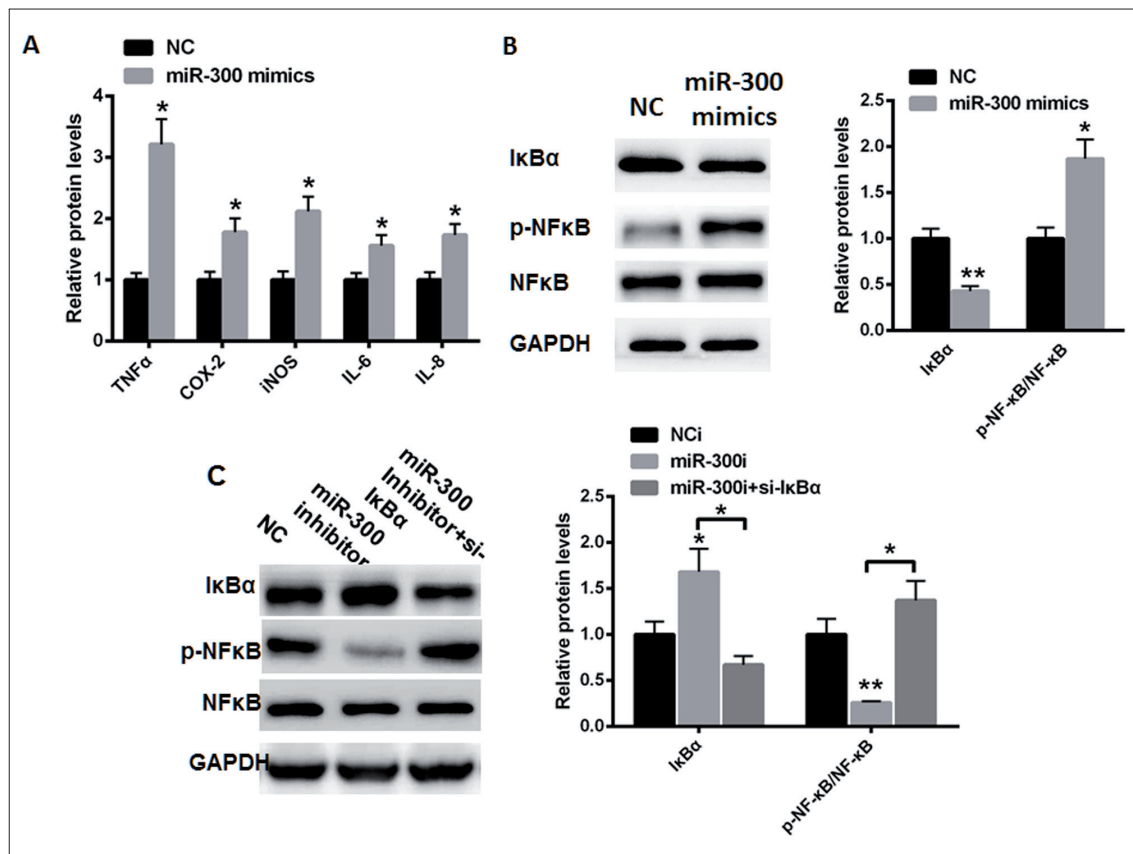 A
NC
miR-300 mimics
Relative protein levels
4
3
2
1
0
*
*
*
*
*
TNFα
COX-2
iNOS
IL-6
IL-8
B
NC
miR-300
mimics
IκBα
p-NFκB
NFκB
GAPDH
NC
miR-300 mimics
Relative protein levels
2.5
2.0
1.5
1.0
0.5
0.0
**
*
IκBα
p-NF-κB/NF-κB
C
NC
miR-300
inhibitor
miR-300
Inhibitor+si-
IκBα
IκBα
p-NFκB
NFκB
GAPDH
NCi
miR-300i
miR-300i+si-IκBα
Relative protein levels
2.5
2.0
1.5
1.0
0.5
0.0
*
*
**
*
IκBα
p-NF-κB/NF-κB